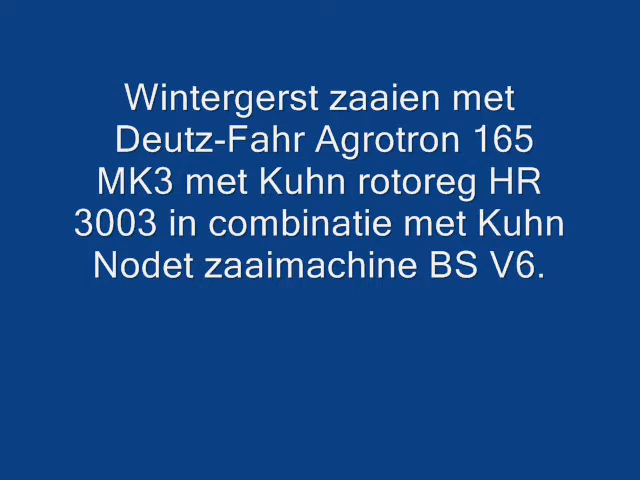 Wintergerst zaaien met
Deutz-Fahr Agrotron 165
MK3 met Kuhn rotoreg HR
3003 in combinatie met Kuhn
Nodet zaaimachine BS V6.